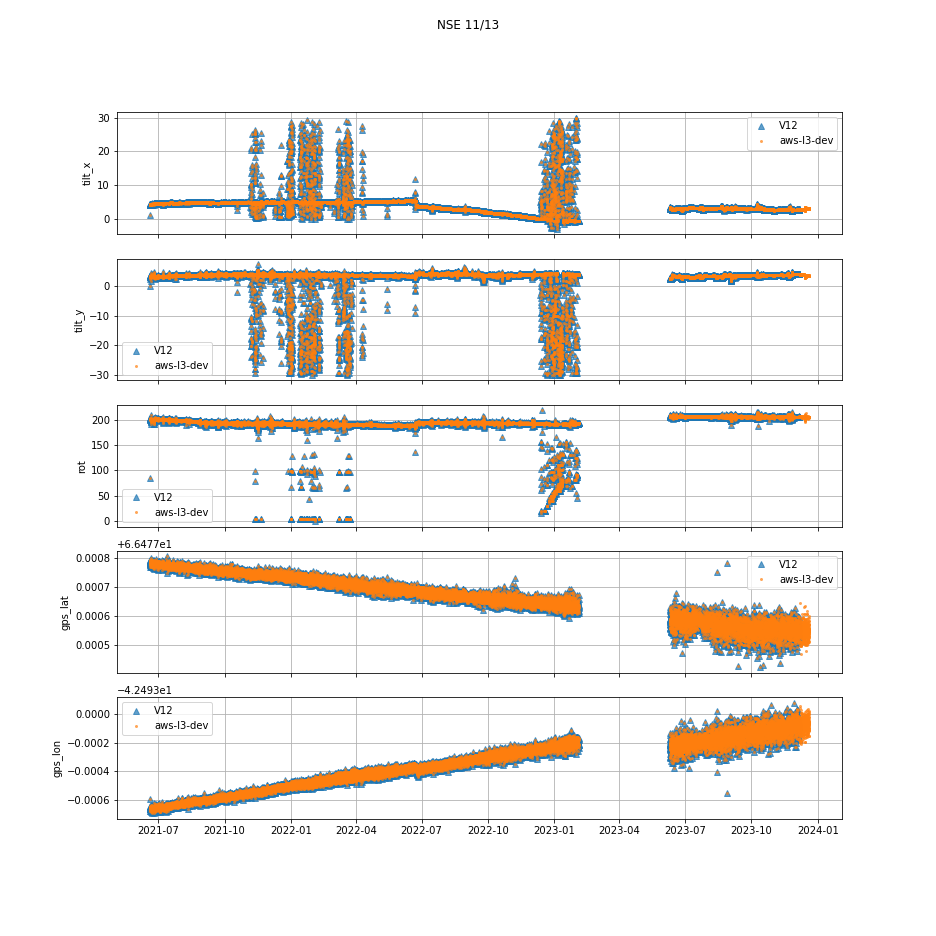 NSE 11/13
30
20
10
0
tilt_x
V12
aws-l3-dev
0
−10
−20
−30
tilt_y
V12
aws-l3-dev
200
150
100
50
0
rot
V12
aws-l3-dev
+6.6477e1
0.0008
0.0007
0.0006
0.0005
gps_lat
V12
aws-l3-dev
−4.2493e1
0.0000
−0.0002
−0.0004
−0.0006
gps_lon
V12
aws-l3-dev
2021-07 2021-10 2022-01 2022-04 2022-07 2022-10 2023-01 2023-04 2023-07 2023-10 2024-01